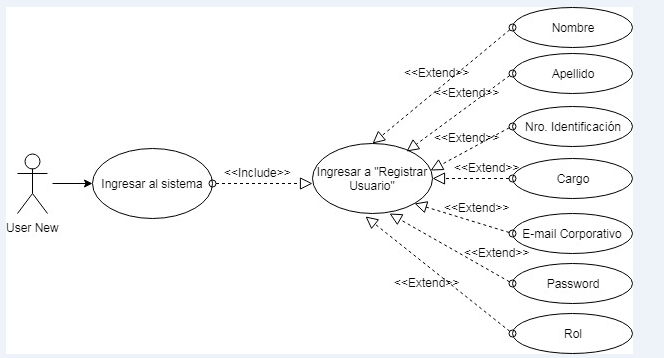 Nombre
<<Extend>>
Apellido
<<Extend>>
Nro. Identificación
<<Extend>>
<<Include>>
Ingresar a "Registrar
Usuario"
<<Extend>>
Cargo
Ingresar al sistema
<<Extend>>
User New
E-mail Corporativo
<<Extend>>
Password
<<Extend>>
Rol